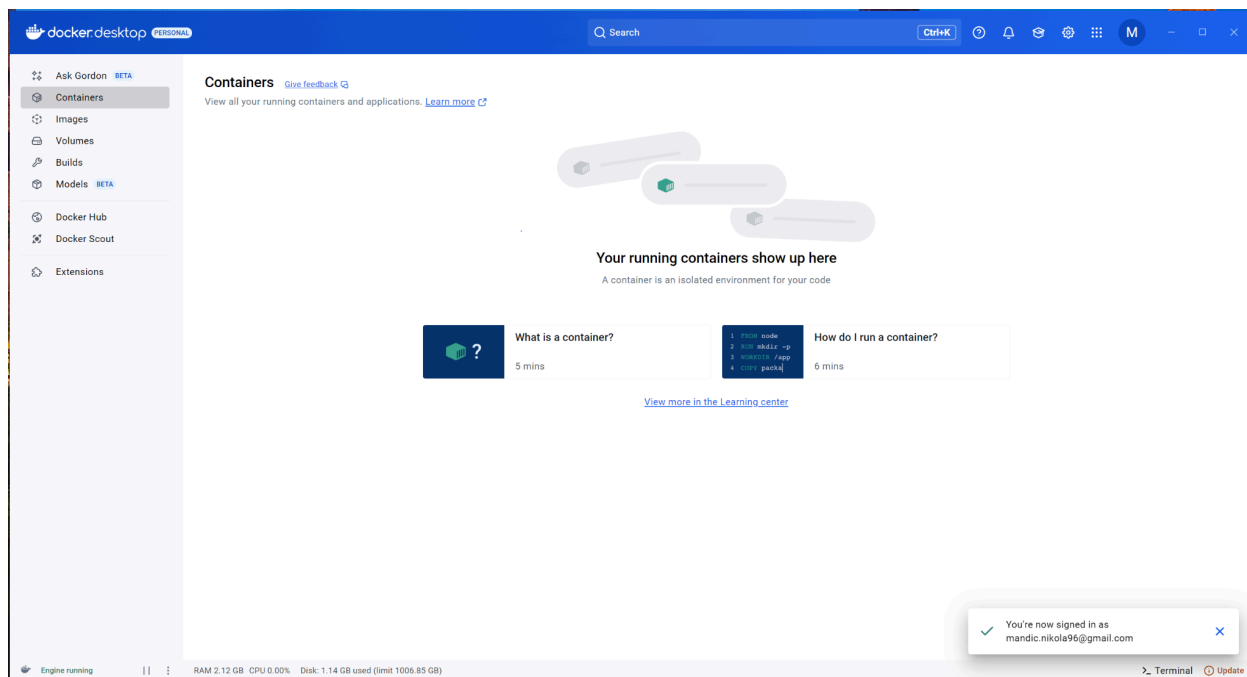 docker.desktop PERSONAL
Search
Ctrl+K
M
Ask Gordon BETA
Containers
Images
Volumes
Builds
Models BETA
Docker Hub
Docker Scout
Extensions
Containers Give feedback
View all your running containers and applications. Learn more
Your running containers show up here
A container is an isolated environment for your code
?
What is a container?
5 mins
1 FROM node
2 RUN mkdir -p
3 WORKDIR /app
4 COPY packa
How do I run a container?
6 mins
View more in the Learning center
You're now signed in as
mandic.nikola96@gmail.com
Engine running
RAM 2.12 GB CPU 0.00% Disk: 1.14 GB used (limit 1006.85 GB)
>_ Terminal
Update